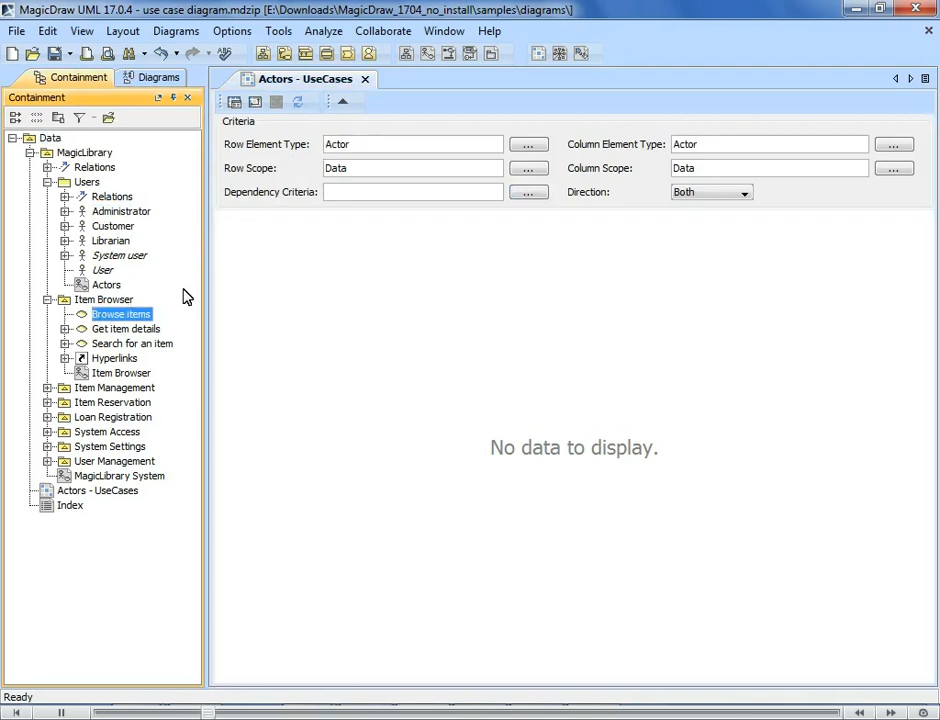 MagicDraw UML 17.0.4 - use case diagram.mdzip [E:\Downloads\MagicDraw_1704_no_install\samples\diagrams\]
File Edit View Layout Diagrams Options Tools Analyze Collaborate Window Help
Containment Diagrams
Actors - UseCases
Containment
Criteria
Row Element Type: Actor ... Column Element Type: Actor ...
Row Scope: Data ... Column Scope: Data ...
Dependency Criteria: ... Direction: Both
Data
MagicLibrary
Relations
Users
Relations
Administrator
Customer
Librarian
System user
User
Actors
Item Browser
Browse items
Get item details
Search for an item
Hyperlinks
Item Browser
Item Management
Item Reservation
Loan Registration
System Access
System Settings
User Management
MagicLibrary System
Actors - UseCases
Index
No data to display.
Ready